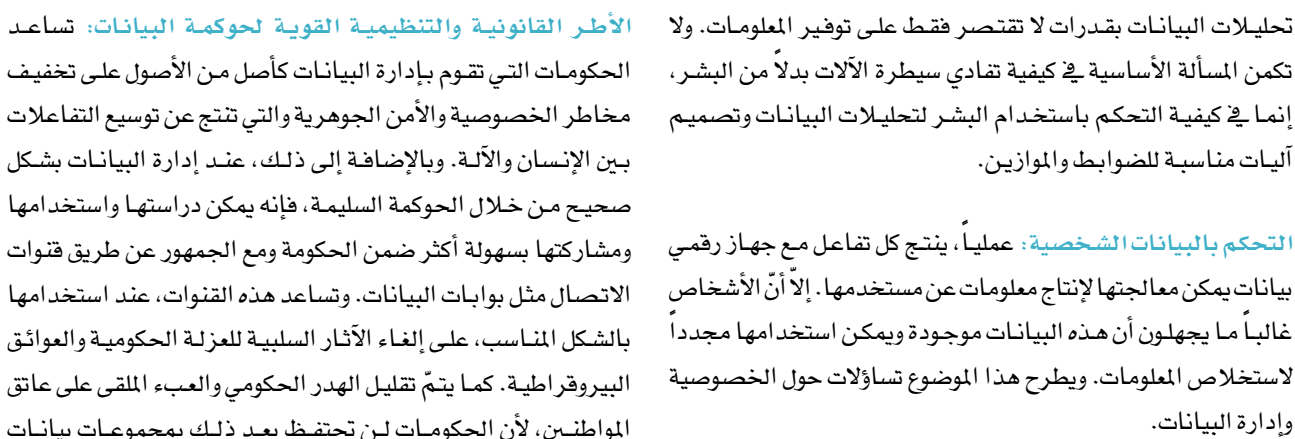 تحليلات البيانات بقدرات لا تقتصر فقط على توفير المعلومات. ولا
تكمن المسألة الأساسية في كيفية تفادي سيطرة الآلات بدلاً من البشر،
إنما في كيفية التحكم باستخدام البشر لتحليلات البيانات وتصميم
آليات مناسبة للضوابط والموازين.
التحكم بالبيانات الشخصية: عملياً، ينتج كل تفاعل مع جهاز رقمي
بيانات يمكن معالجتها لإنتاج معلومات عن مستخدمها. إلاّ أنّ الأشخاص
غالباً ما يجهلون أن هذه البيانات موجودة ويمكن استخدامها مجدداً
لاستخلاص المعلومات. ويطرح هذا الموضوع تساؤلات حول الخصوصية
وإدارة البيانات.
الأطر القانونية والتنظيمية القوية لحوكمة البيانات: تساعد
الحكومات التي تقوم بإدارة البيانات كأصل من الأصول على تخفيف
مخاطر الخصوصية والأمن الجوهرية والتي تنتج عن توسيع التفاعلات
بين الإنسان والآلة. وبالإضافة إلى ذلك، عند إدارة البيانات بشكل
صحيح من خلال الحوكمة السليمة، فإنه يمكن دراستها واستخدامها
ومشاركتها بسهولة أكثر ضمن الحكومة ومع الجمهور عن طريق قنوات
الاتصال مثل بوابات البيانات. وتساعد هذه القنوات، عند استخدامها
بالشكل المناسب، على إلغاء الآثار السلبية للعزلة الحكومية والعوائق
البيروقراطية. كما يتمّ تقليل الهدر الحكومي والعبء الملقى على عاتق
المواطنين، لأن الحكومات لن تحتفظ بعد ذلك بمجموعات بيانات